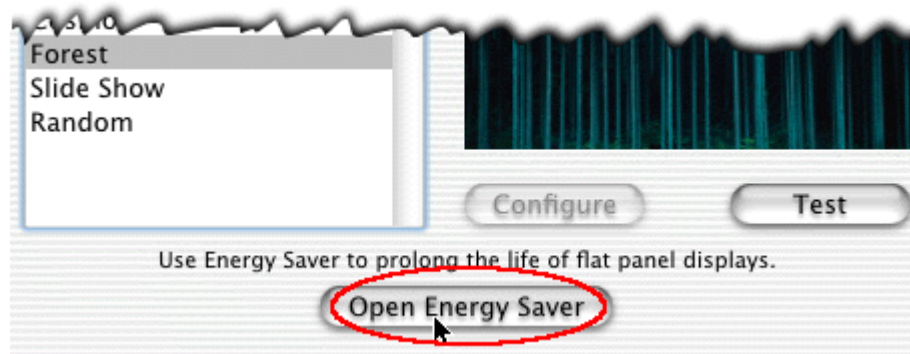 Forest
Slide Show
Random
Configure
Test
Use Energy Saver to prolong the life of flat panel displays.
Open Energy Saver